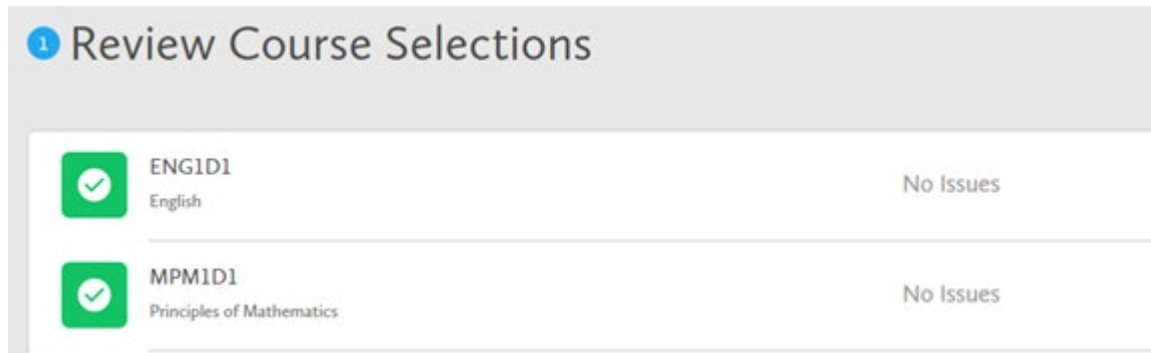 1 Review Course Selections
ENG1D1
English
No Issues
MPM1D1
Principles of Mathematics
No Issues